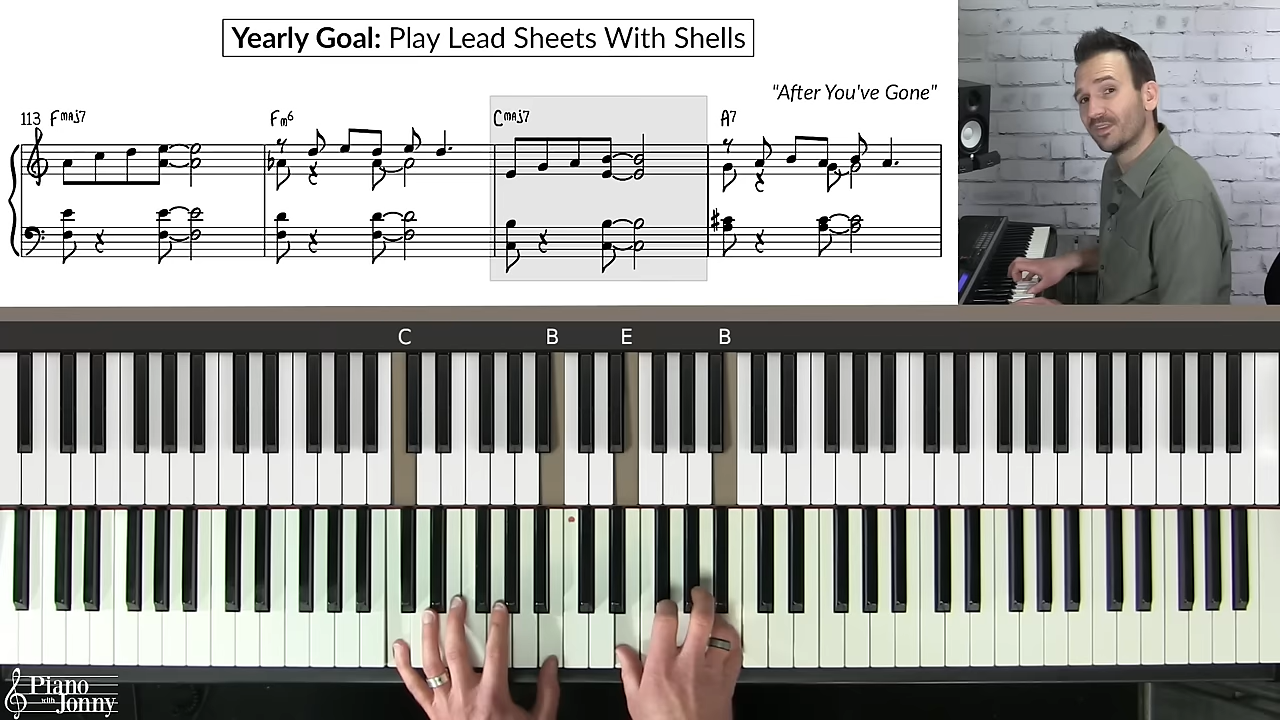 Yearly Goal: Play Lead Sheets With Shells
"After You've Gone"
113 Fmaj7 Fm6 Cmaj7 A7
C B E B
Piano
with
Jonny